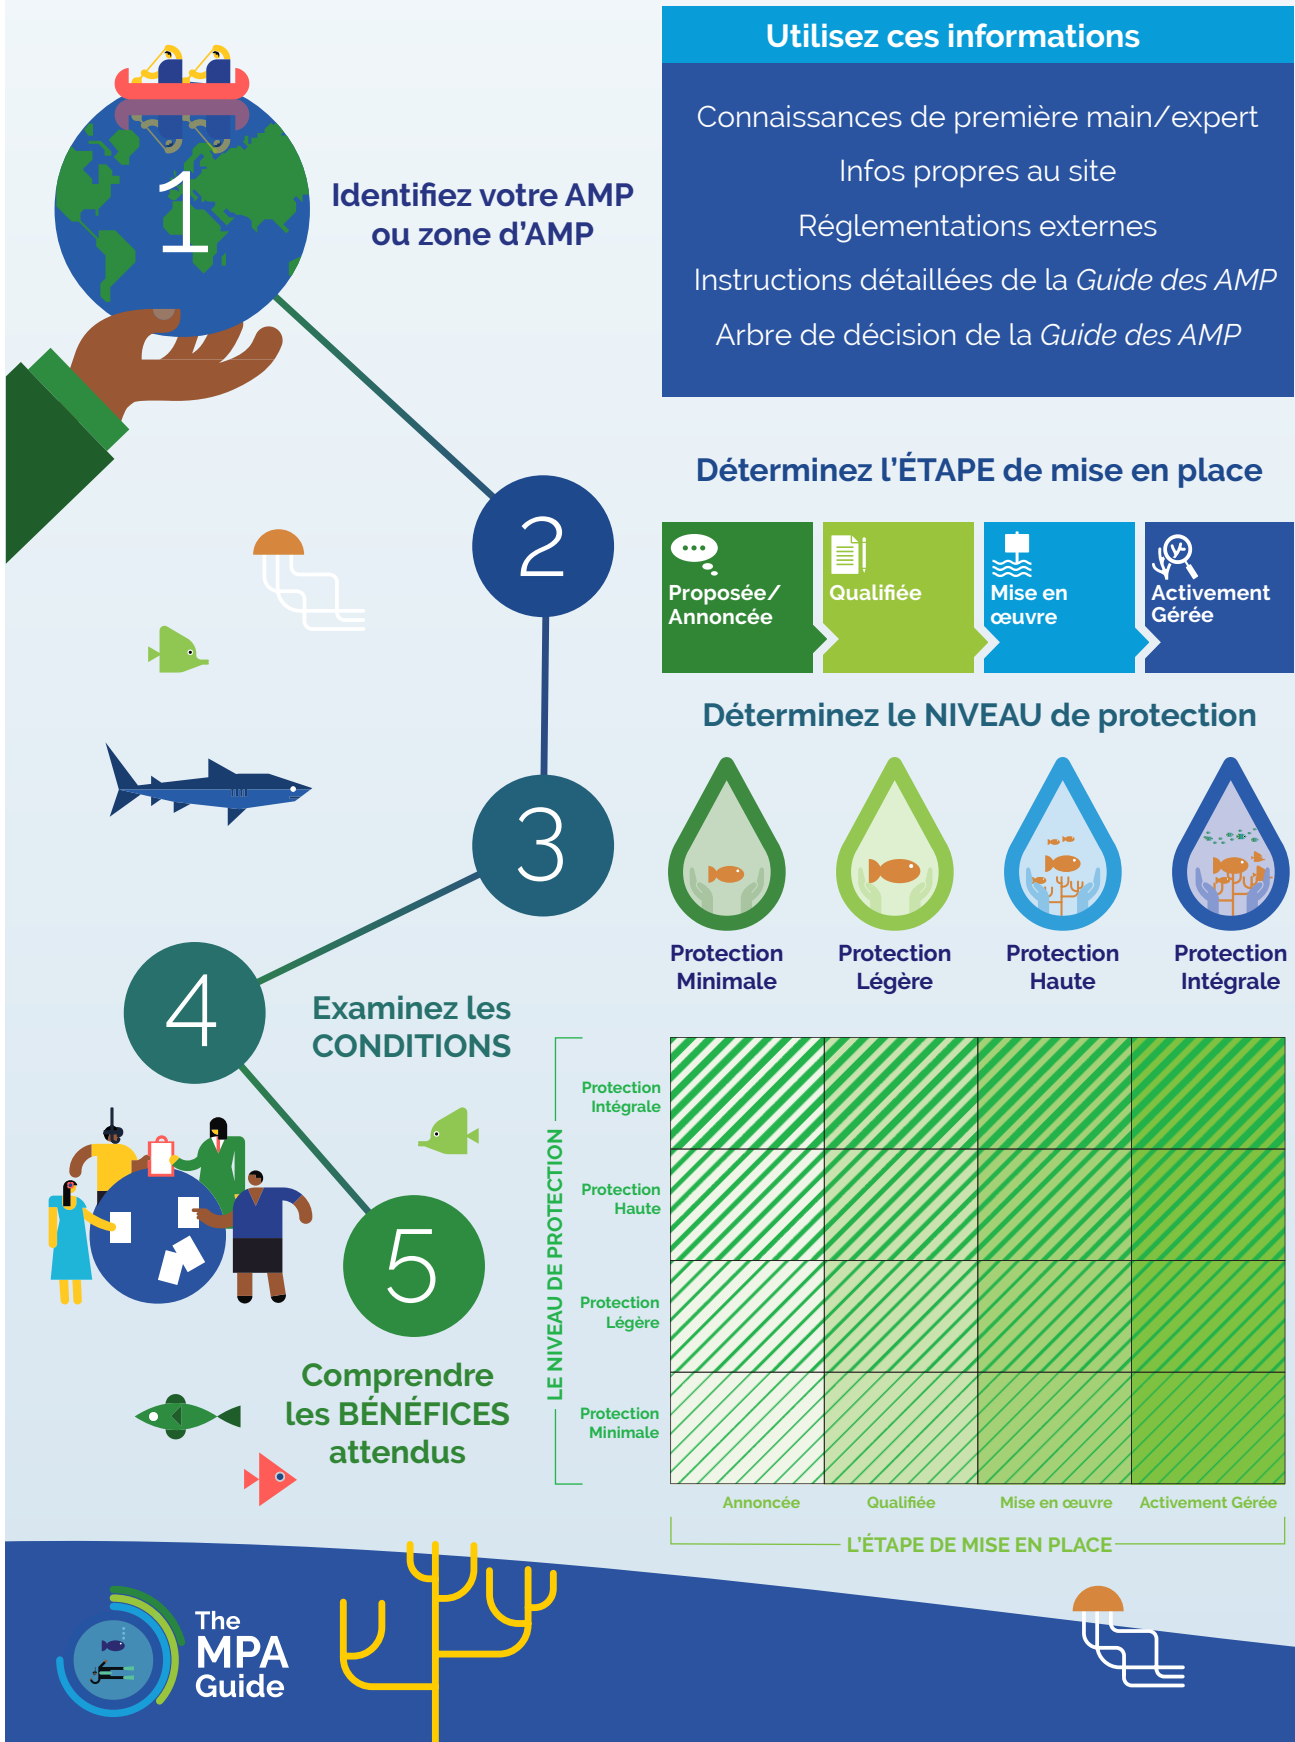 1
Identifiez votre AMP
ou zone d'AMP
Utilisez ces informations
Connaissances de première main/expert
Infos propres au site
Réglementations externes
Instructions détaillées de la Guide des AMP
Arbre de décision de la Guide des AMP
2
Déterminez l'ÉTAPE de mise en place
Proposée/
Annoncée
Qualifiée
Mise en
œuvre
Activement
Gérée
3
Déterminez le NIVEAU de protection
Protection
Minimale
Protection
Légère
Protection
Haute
Protection
Intégrale
4
Examinez les
CONDITIONS
5
Comprendre
les BÉNÉFICES
attendus
LE NIVEAU DE PROTECTION
Protection
Intégrale
Protection
Haute
Protection
Légère
Protection
Minimale
Annoncée
Qualifiée
Mise en œuvre
Activement Gérée
L'ÉTAPE DE MISE EN PLACE
The
MPA
Guide